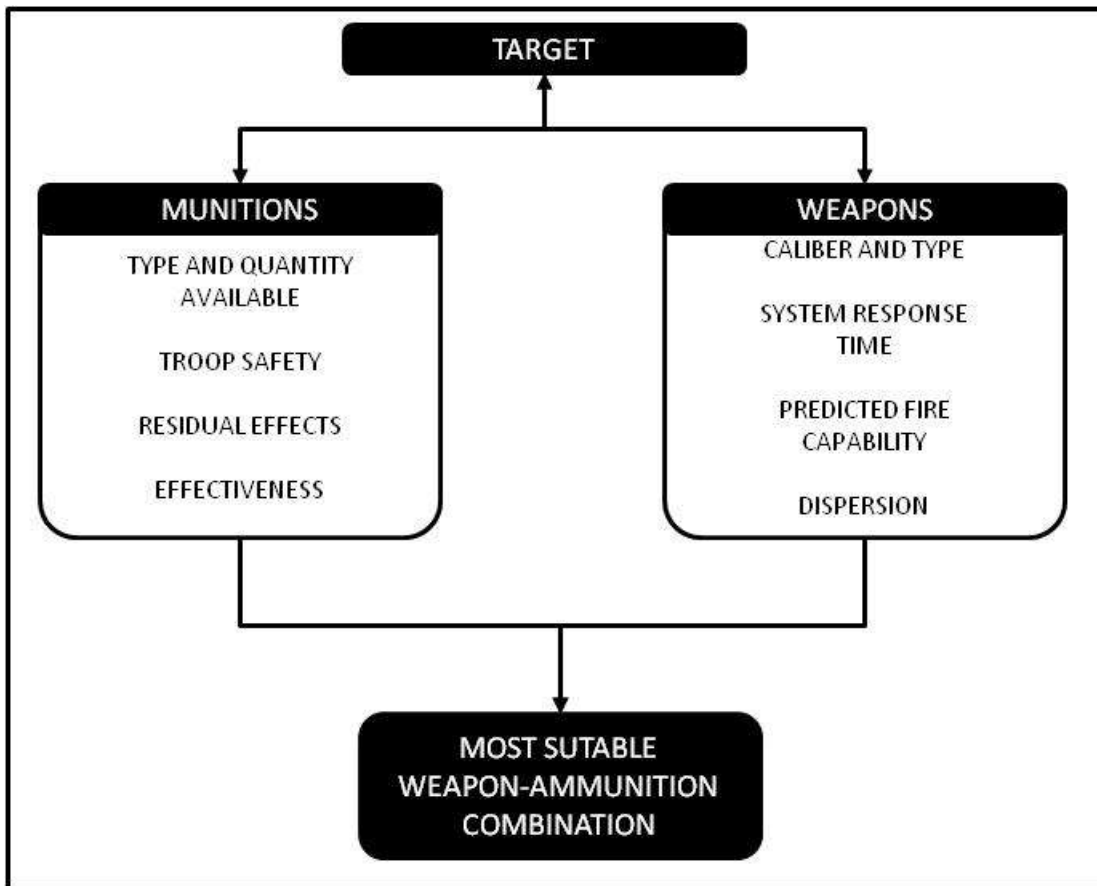 TARGET
MUNITIONS
TYPE AND QUANTITY
AVAILABLE
TROOP SAFETY
RESIDUAL EFFECTS
EFFECTIVENESS
WEAPONS
CALIBER AND TYPE
SYSTEM RESPONSE
TIME
PREDICTED FIRE
CAPABILITY
DISPERSION
MOST SUTABLE
WEAPON-AMMUNITION
COMBINATION